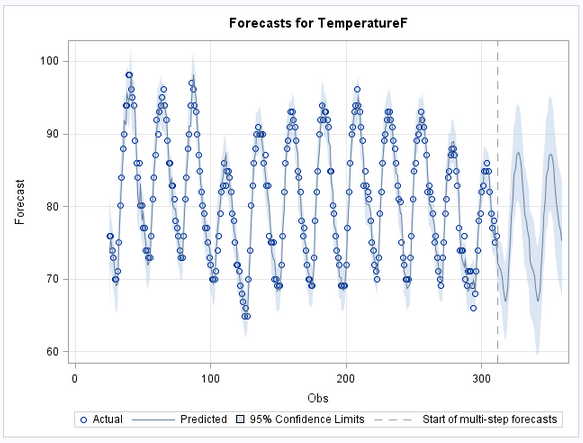 Forecasts for TemperatureF
100
90
80
70
60
Forecast
0
100
200
300
Obs
Actual
Predicted
95% Confidence Limits
Start of multi-step forecasts